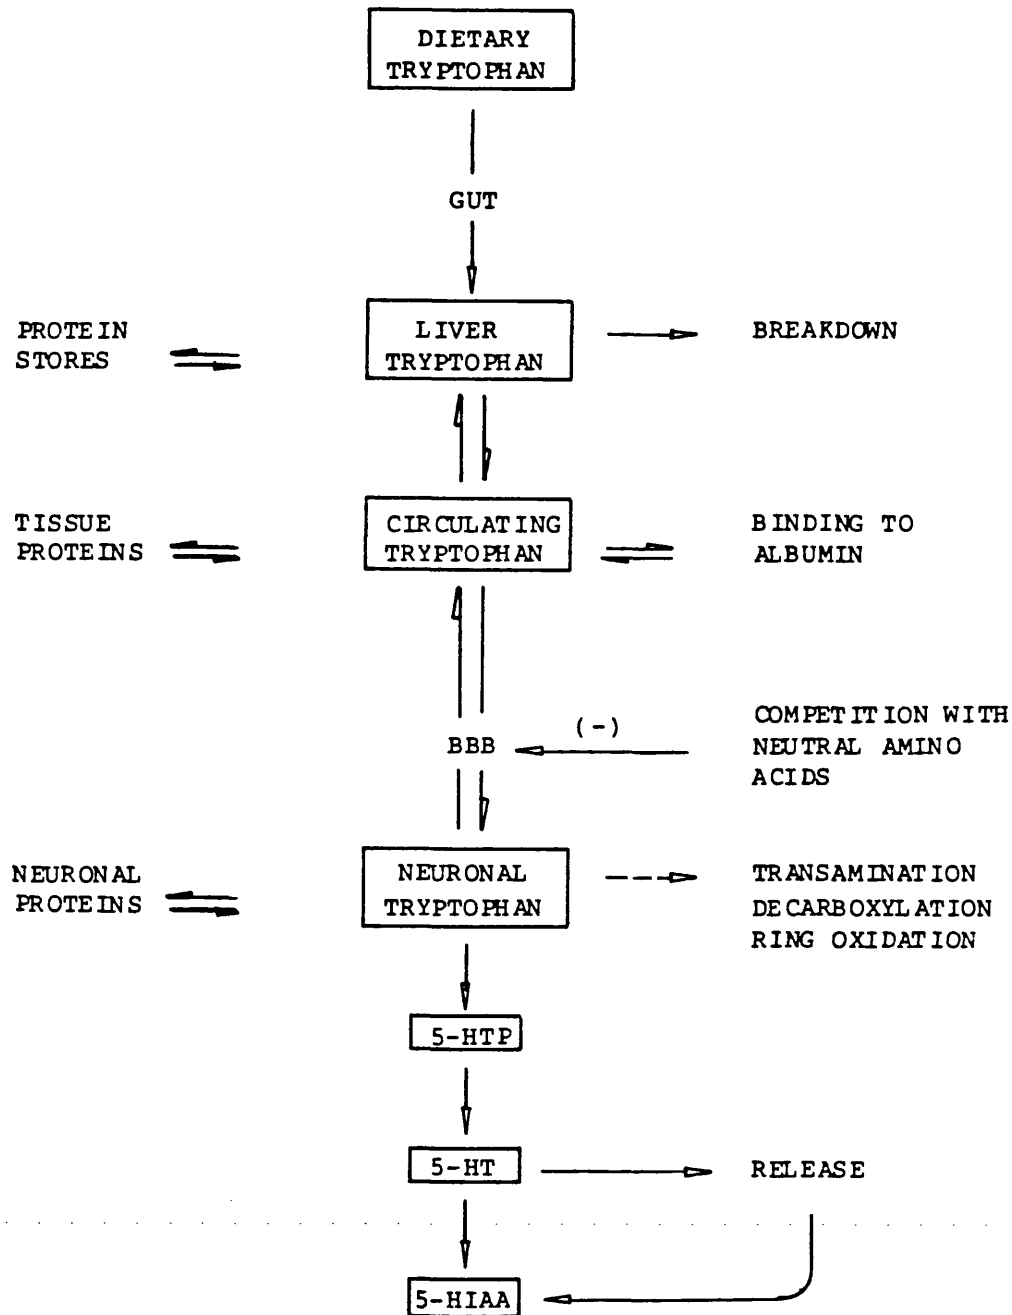 DIETARY
TRYPTOPHAN
GUT
PROTEIN
STORES
LIVER
TRYPTOPHAN
BREAKDOWN
TISSUE
PROTEINS
CIRCULATING
TRYPTOPHAN
BINDING TO
ALBUMIN
BBB
(-)
COMPETITION WITH
NEUTRAL AMINO
ACIDS
NEURONAL
PROTEINS
NEURONAL
TRYPTOPHAN
TRANSAMINATION
DECARBOXYLATION
RING OXIDATION
5-HTP
5-HT
RELEASE
5-HIAA